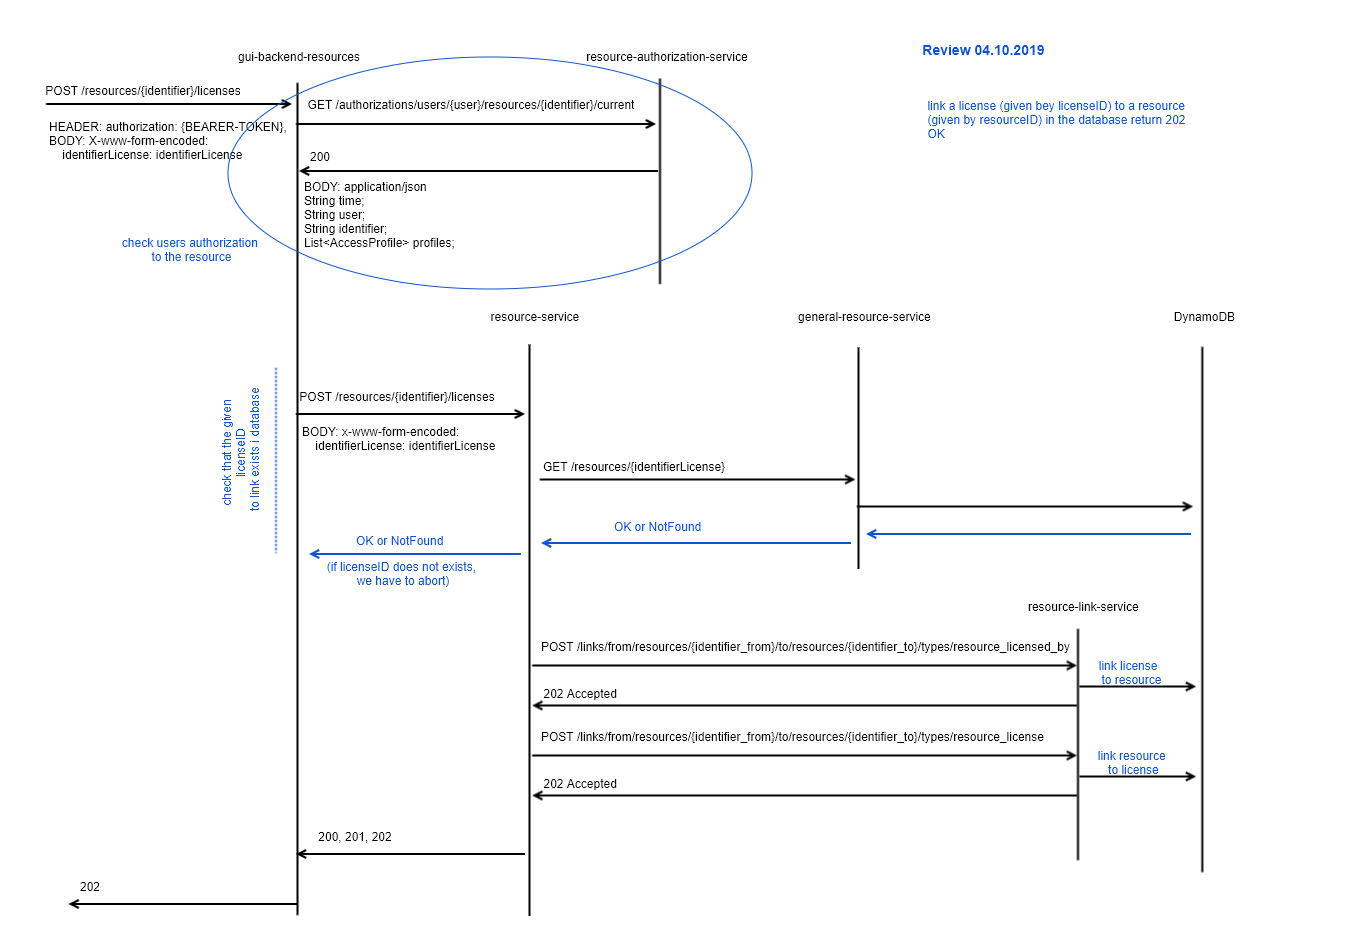 Review 04.10.2019
gui-backend-resources
resource-authorization-service
POST /resources/{identifier}/licenses
GET /authorizations/users/{user}/resources/{identifier}/current
link a license (given bey licenseID) to a resource
(given by resourceID) in the database return 202
OK
HEADER: authorization: {BEARER-TOKEN},
BODY: X-www-form-encoded:
identifierLicense: identifierLicense
200
BODY: application/json
String time;
String user;
String identifier;
List<AccessProfile> profiles;
check users authorization
to the resource
resource-service
general-resource-service
DynamoDB
check that the given
licenseID
to link exists i database
POST /resources/{identifier}/licenses
BODY: x-www-form-encoded:
identifierLicense: identifierLicense
GET /resources/{identifierLicense}
OK or NotFound
OK or NotFound
(if licenseID does not exists,
we have to abort)
resource-link-service
POST /links/from/resources/{identifier_from}/to/resources/{identifier_to}/types/resource_licensed_by
link license
to resource
202 Accepted
POST /links/from/resources/{identifier_from}/to/resources/{identifier_to}/types/resource_license
link resource
to license
202 Accepted
200, 201, 202
202